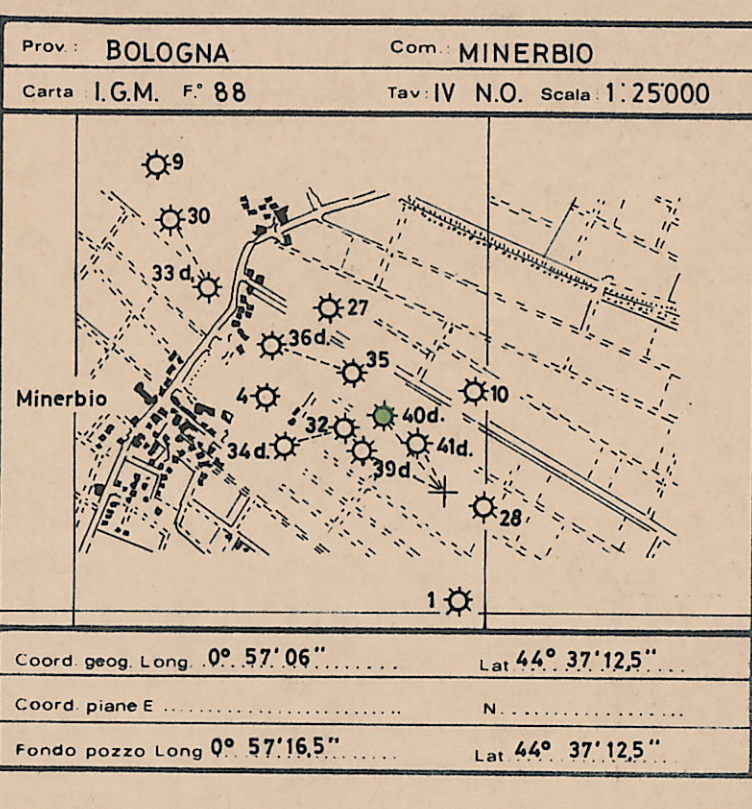 Prov.: BOLOGNA Com.: MINERBIO
Carta I.G.M. F.° 88 Tav: IV N.O. Scala 1:25000
9
30
33 d.
27
36d.
35
Minerbio
4
10
40d.
32
34d.
41d.
39d.
28
1
Coord. geog. Long. 0° 57'06" Lat 44° 37'12,5"
Coord. piane E N.
Fondo pozzo Long 0° 57'16,5" Lat 44° 37'12,5"